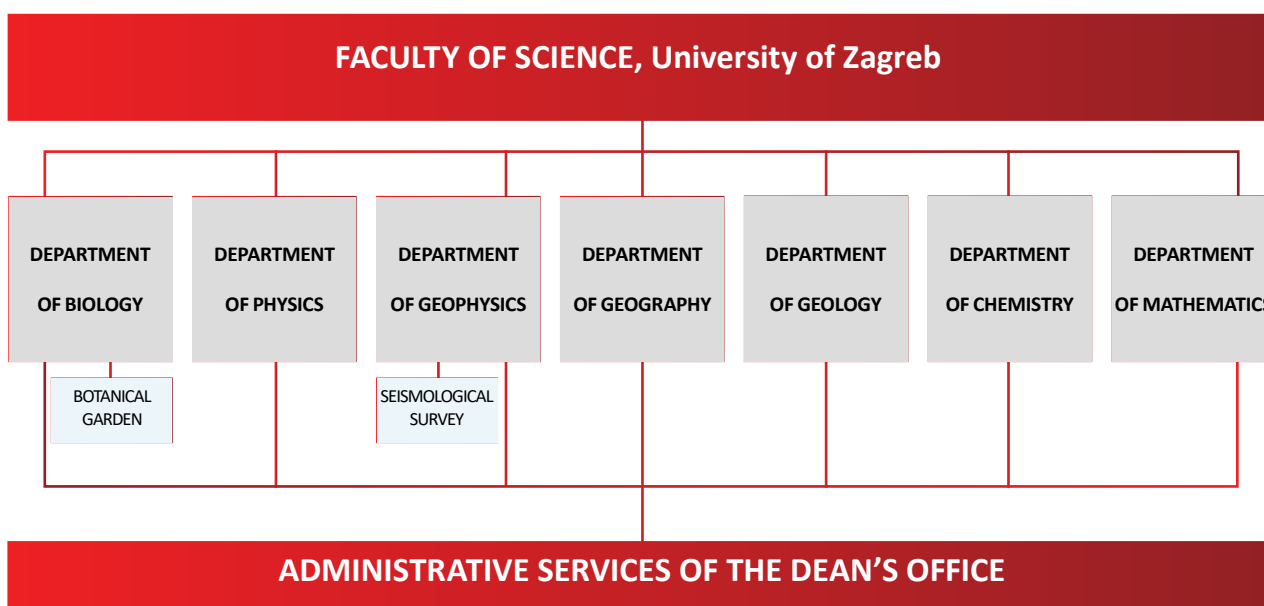 FACULTY OF SCIENCE, University of Zagreb
DEPARTMENT
OF BIOLOGY
DEPARTMENT
OF PHYSICS
DEPARTMENT
OF GEOPHYSICS
DEPARTMENT
OF GEOGRAPHY
DEPARTMENT
OF GEOLOGY
DEPARTMENT
OF CHEMISTRY
DEPARTMENT
OF MATHEMATICS
BOTANICAL
GARDEN
SEISMOLOGICAL
SURVEY
ADMINISTRATIVE SERVICES OF THE DEAN’S OFFICE